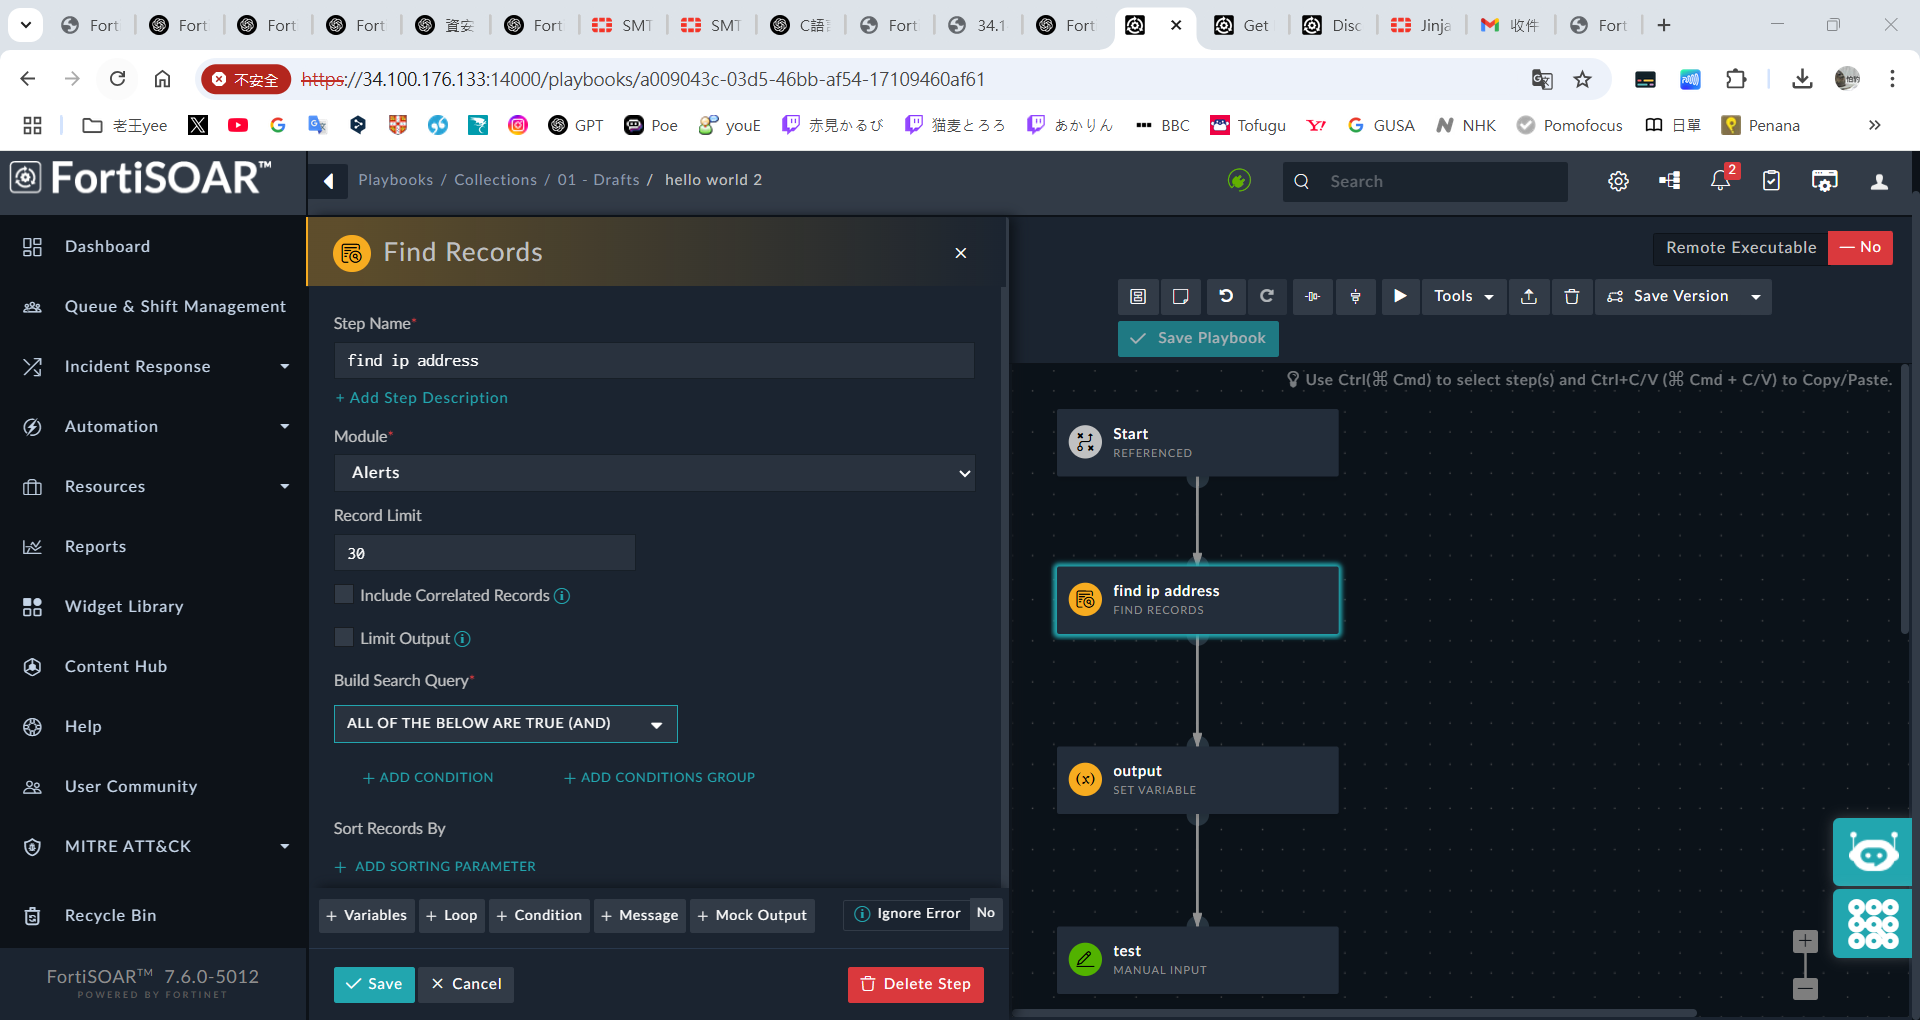 Fort
Fort
Fort
Fort
資安
Fort
SMT
SMT
C語
Fort
34.1
Fort
Get
Disc
Jinja
收件
Fort
不安全
https://34.100.176.133:14000/playbooks/a009043c-03d5-46bb-af54-17109460af61
老王yee
GPT
Poe
youE
赤見かるび
猫麦とろろ
あかりん
BBC
Tofugu
GUSA
NHK
Pomofocus
日單
Penana
FortiSOAR™
Playbooks / Collections / 01 - Drafts / hello world 2
Search
2
Dashboard
Queue & Shift Management
Incident Response
Automation
Resources
Reports
Widget Library
Content Hub
Help
User Community
MITRE ATT&CK
Recycle Bin
FortiSOAR™ 7.6.0-5012
POWERED BY FORTINET
Find Records
Step Name*
find ip address
+ Add Step Description
Module*
Alerts
Record Limit
30
Include Correlated Records
Limit Output
Build Search Query*
ALL OF THE BELOW ARE TRUE (AND)
+ ADD CONDITION
+ ADD CONDITIONS GROUP
Sort Records By
+ ADD SORTING PARAMETER
+ Variables
+ Loop
+ Condition
+ Message
+ Mock Output
Ignore Error
No
Save
Cancel
Delete Step
Remote Executable
No
Tools
Save Version
Save Playbook
Use Ctrl(⌘ Cmd) to select step(s) and Ctrl+C/V (⌘ Cmd + C/V) to Copy/Paste.
Start
REFERENCED
find ip address
FIND RECORDS
output
SET VARIABLE
test
MANUAL INPUT